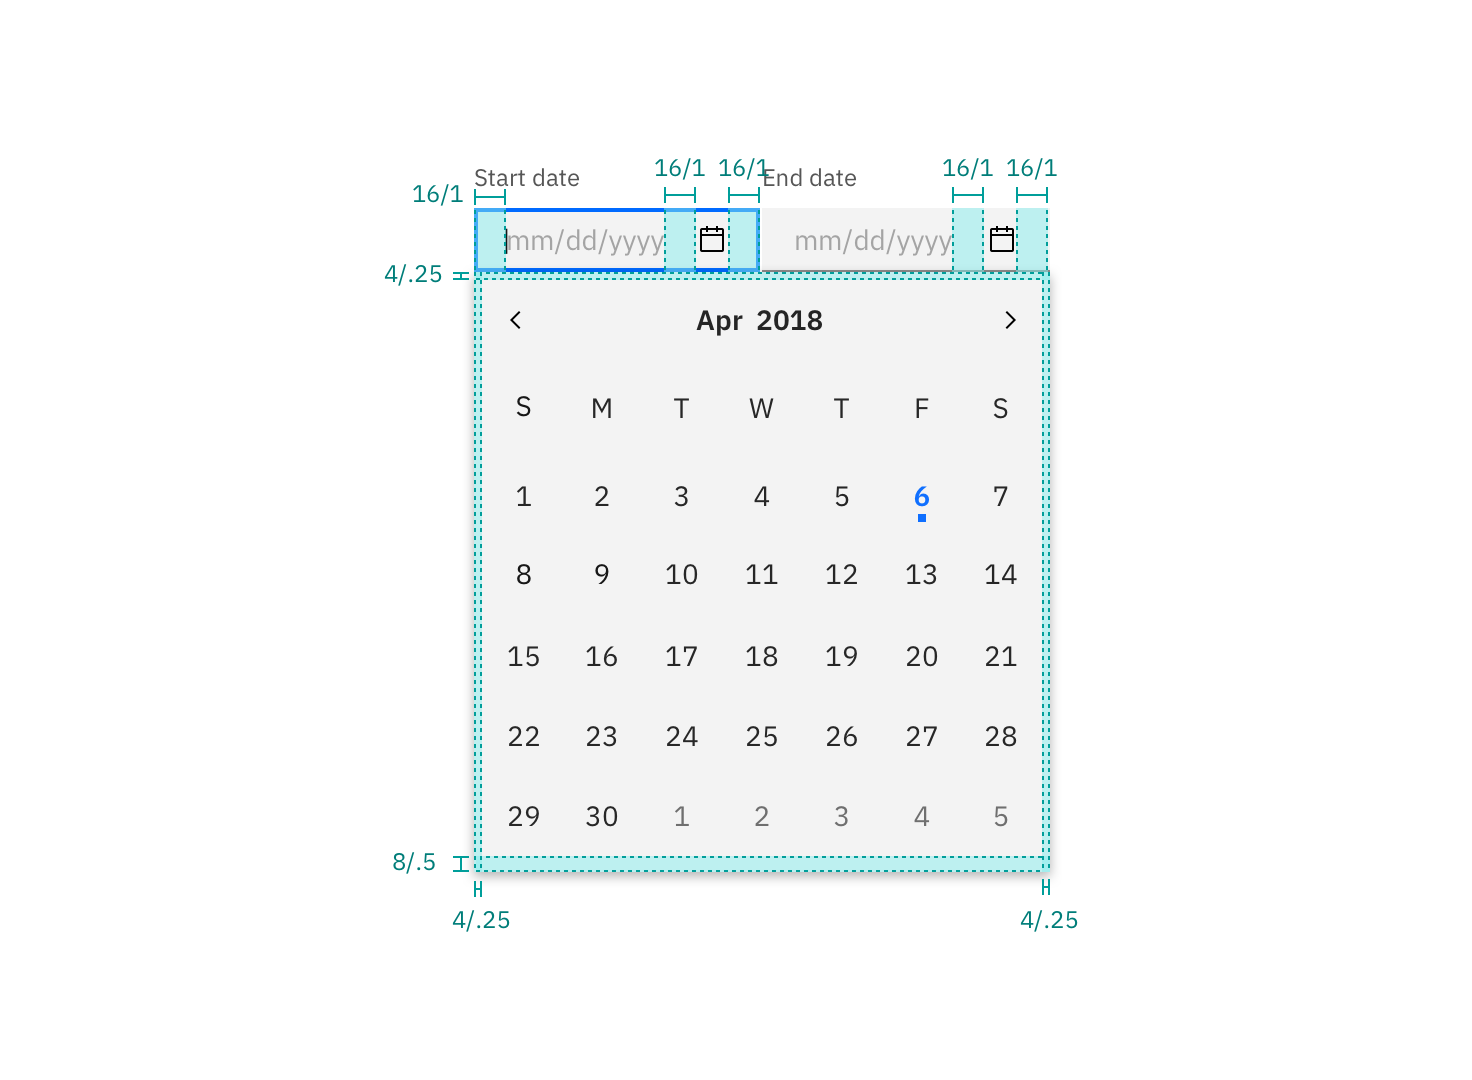 16/1 16/1 16/1 16/1
Start date End date
16/1
mm/dd/yyyy mm/dd/yyyy
4/.25
Apr 2018
S M T W T F S
1 2 3 4 5 6 7
8 9 10 11 12 13 14
15 16 17 18 19 20 21
22 23 24 25 26 27 28
29 30 1 2 3 4 5
8/.5
4/.25 4/.25